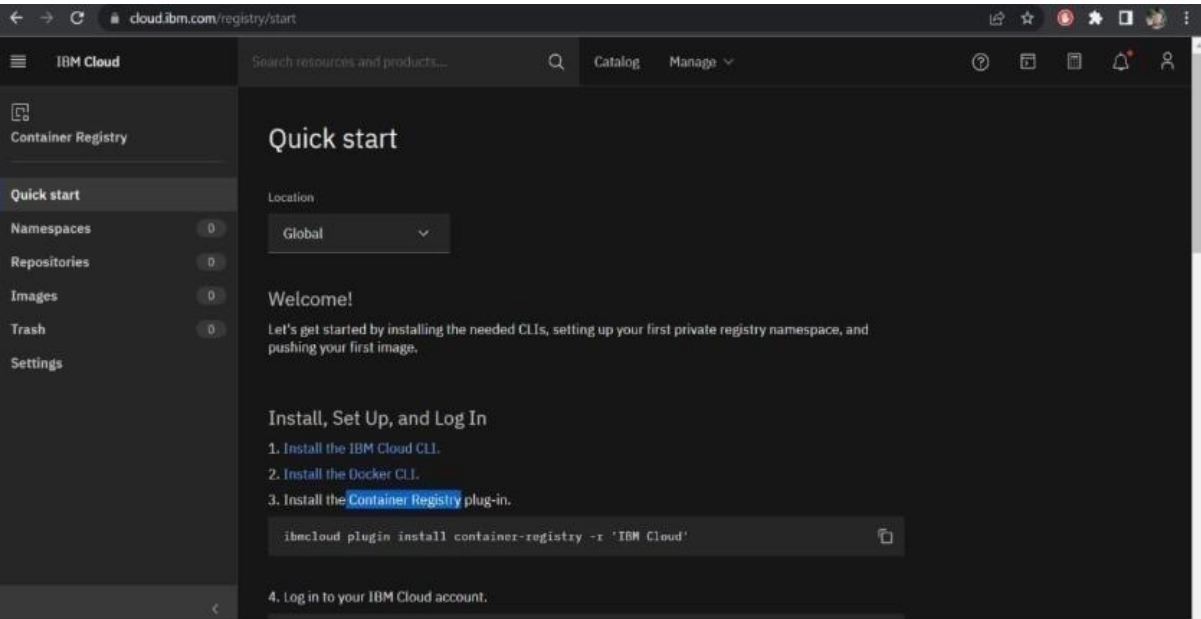 cloud.ibm.com/registry/start
IBM Cloud
Search resources and products...
Catalog
Manage
Container Registry
Quick start
Namespaces 0
Repositories 0
Images 0
Trash 0
Settings
Quick start
Location
Global
Welcome!
Let's get started by installing the needed CLIs, setting up your first private registry namespace, and
pushing your first image.
Install, Set Up, and Log In
1. Install the IBM Cloud CLI.
2. Install the Docker CLI.
3. Install the Container Registry plug-in.
ibmcloud plugin install container-registry -r 'IBM Cloud'
4. Log in to your IBM Cloud account.